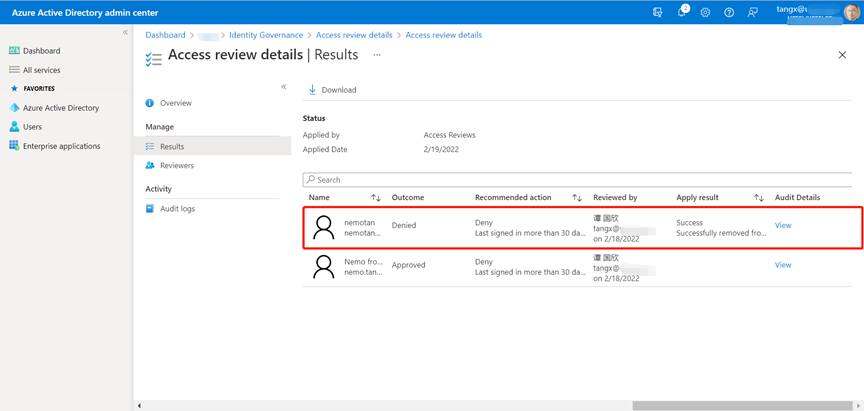 Azure Active Directory admin center
2
tangx@
«
Dashboard
All services
FAVORITES
Azure Active Directory
Users
Enterprise applications
Dashboard > > Identity Governance > Access review details > Access review details
Access review details | Results ...
«
Overview
Manage
Results
Reviewers
Activity
Audit logs
Download
Status
Applied by Access Reviews
Applied Date 2/19/2022
Search
Name Outcome Recommended action Reviewed by Apply result Audit Details
nemotan
nemotan...
Denied
Deny
Last signed in more than 30 da...
谭 国欣
tangx@
on 2/18/2022
Success
Successfully removed fro...
View
Nemo fro...
nemo.tan...
Approved
Deny
Last signed in more than 30 da...
谭 国欣
tangx@
on 2/18/2022
View